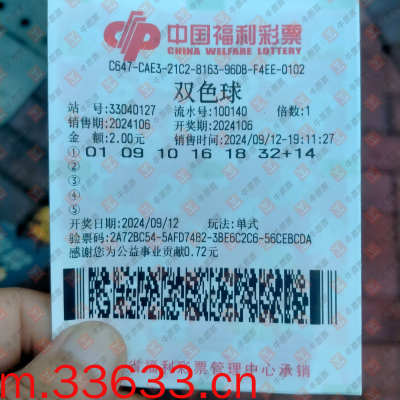 中国福利彩票
CHINA WELFARE LOTTERY
C647-CAE3-21C2-8163-96DB-F4EE-0102
双色球
站 号:33040127 流水号:100140 倍数:1
销售期:2024106 开奖期:2024106
金 额:2.00元 销售时间:2024/09/12-19:11:27
① 01 09 10 16 18 32+14
②
③
④
⑤
开奖日期:2024/09/12 玩法:单式
验票码:2A72BC54-5AFD7482-3BE6C2C6-56CEBCDA
感谢您为公益事业贡献0.72元
省福利彩票管理中心承销
m.33633.cn